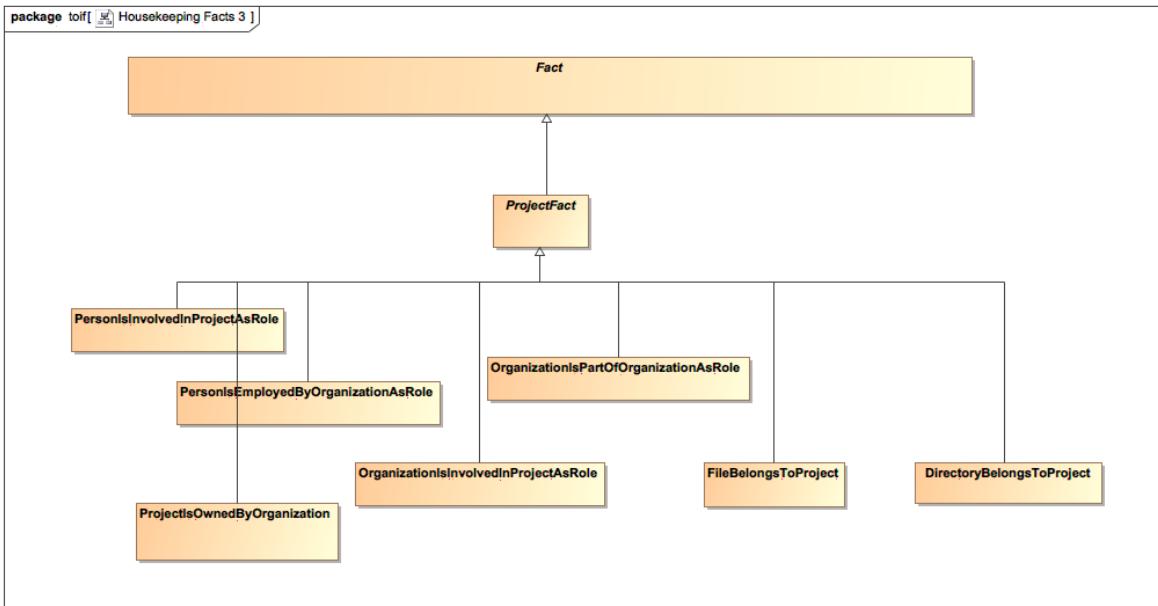 package toif[ Housekeeping Facts 3 ]
Fact
ProjectFact
PersonIsInvolvedInProjectAsRole
OrganizationIsPartOfOrganizationAsRole
PersonIsEmployedByOrganizationAsRole
OrganizationIsInvolvedInProjectAsRole
FileBelongsToProject
DirectoryBelongsToProject
ProjectIsOwnedByOrganization